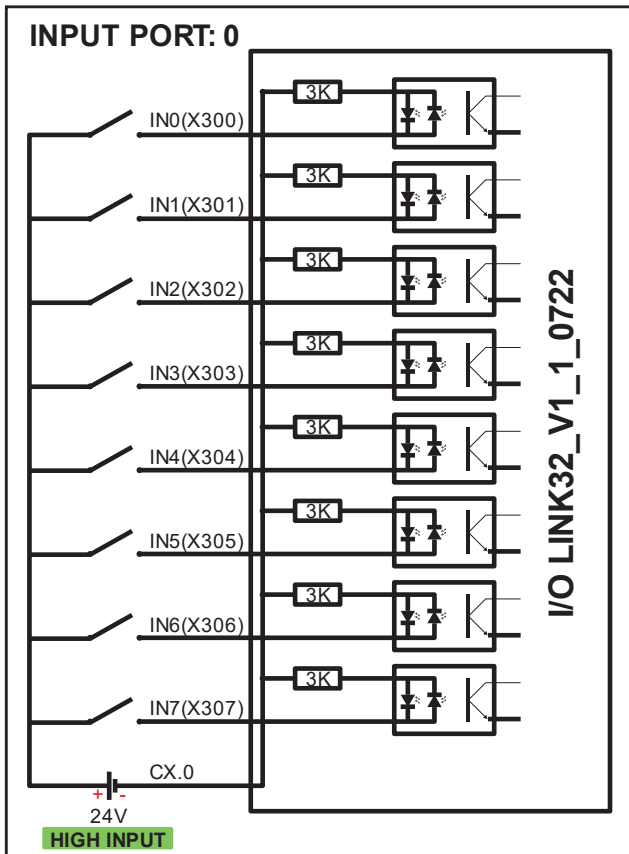 INPUT PORT: 0
3K
IN0(X300)
3K
IN1(X301)
3K
IN2(X302)
3K
IN3(X303)
3K
IN4(X304)
3K
IN5(X305)
3K
IN6(X306)
3K
IN7(X307)
I/O LINK32_V1_1_0722
CX.0
+ -
24V
HIGH INPUT